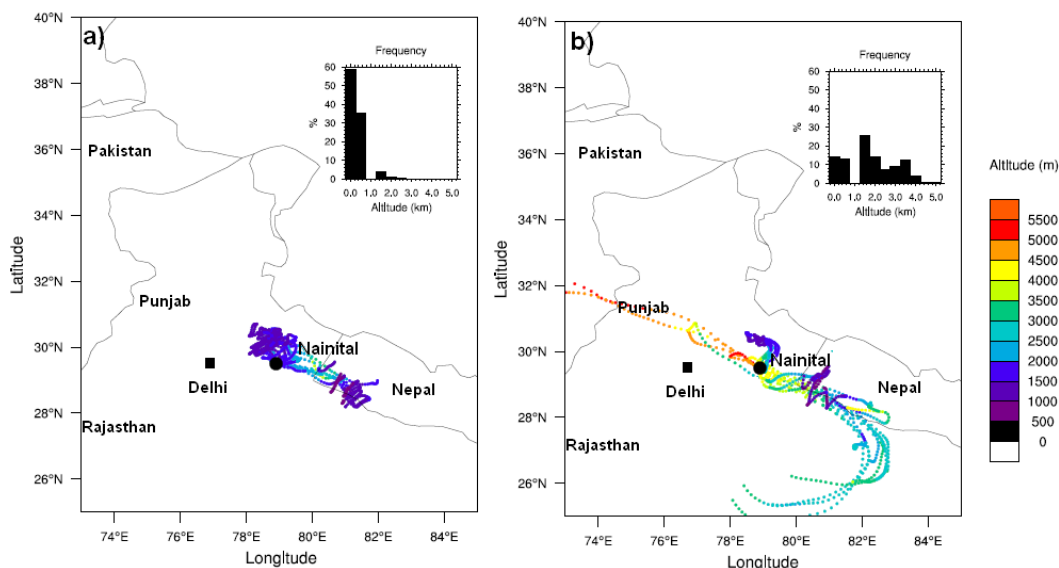 a)
40°N
38°N
36°N
34°N
32°N
30°N
28°N
26°N
Latitude
74°E 76°E 78°E 80°E 82°E 84°E
Longitude
Pakistan
Punjab
Nainital
Delhi
Nepal
Rajasthan
Frequency
60
50
40
30
20
10
0
%
0.0 1.0 2.0 3.0 4.0 5.0
Altitude (km)
b)
40°N
38°N
36°N
34°N
32°N
30°N
28°N
26°N
Latitude
74°E 76°E 78°E 80°E 82°E 84°E
Longitude
Pakistan
Punjab
Nainital
Delhi
Nepal
Rajasthan
Frequency
60
50
40
30
20
10
0
%
0.0 1.0 2.0 3.0 4.0 5.0
Altitude (km)
Altitude (m)
5500
5000
4500
4000
3500
3000
2500
2000
1500
1000
500
0